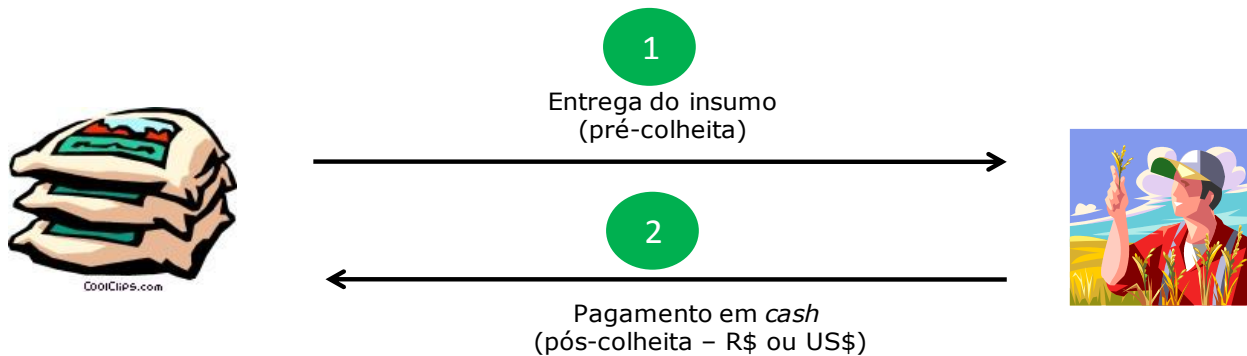 1
Entrega do insumo
(pré-colheita)
2
Pagamento em cash
(pós-colheita – R$ ou US$)
CoolClips.com